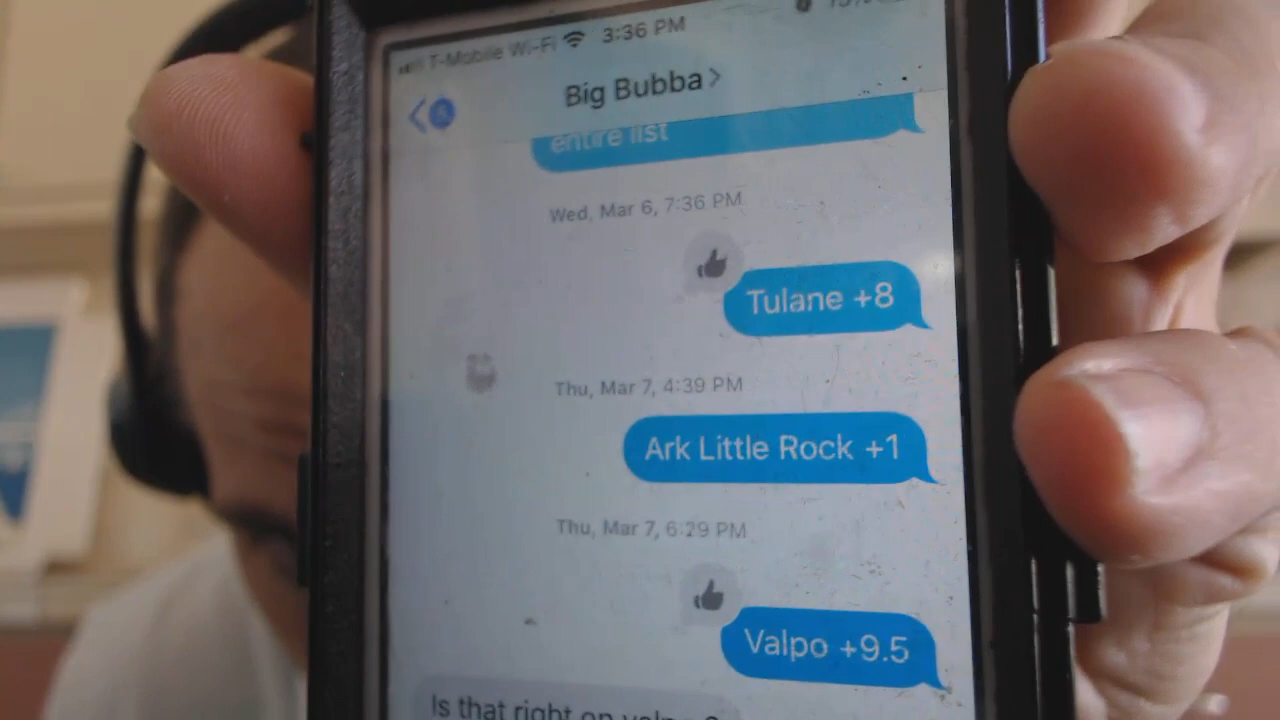 T-Mobile Wi-Fi 3:36 PM
Big Bubba >
entire list
Wed, Mar 6, 7:36 PM
Tulane +8
Thu, Mar 7, 4:39 PM
Ark Little Rock +1
Thu, Mar 7, 6:29 PM
Valpo +9.5
Is that right on valpo?